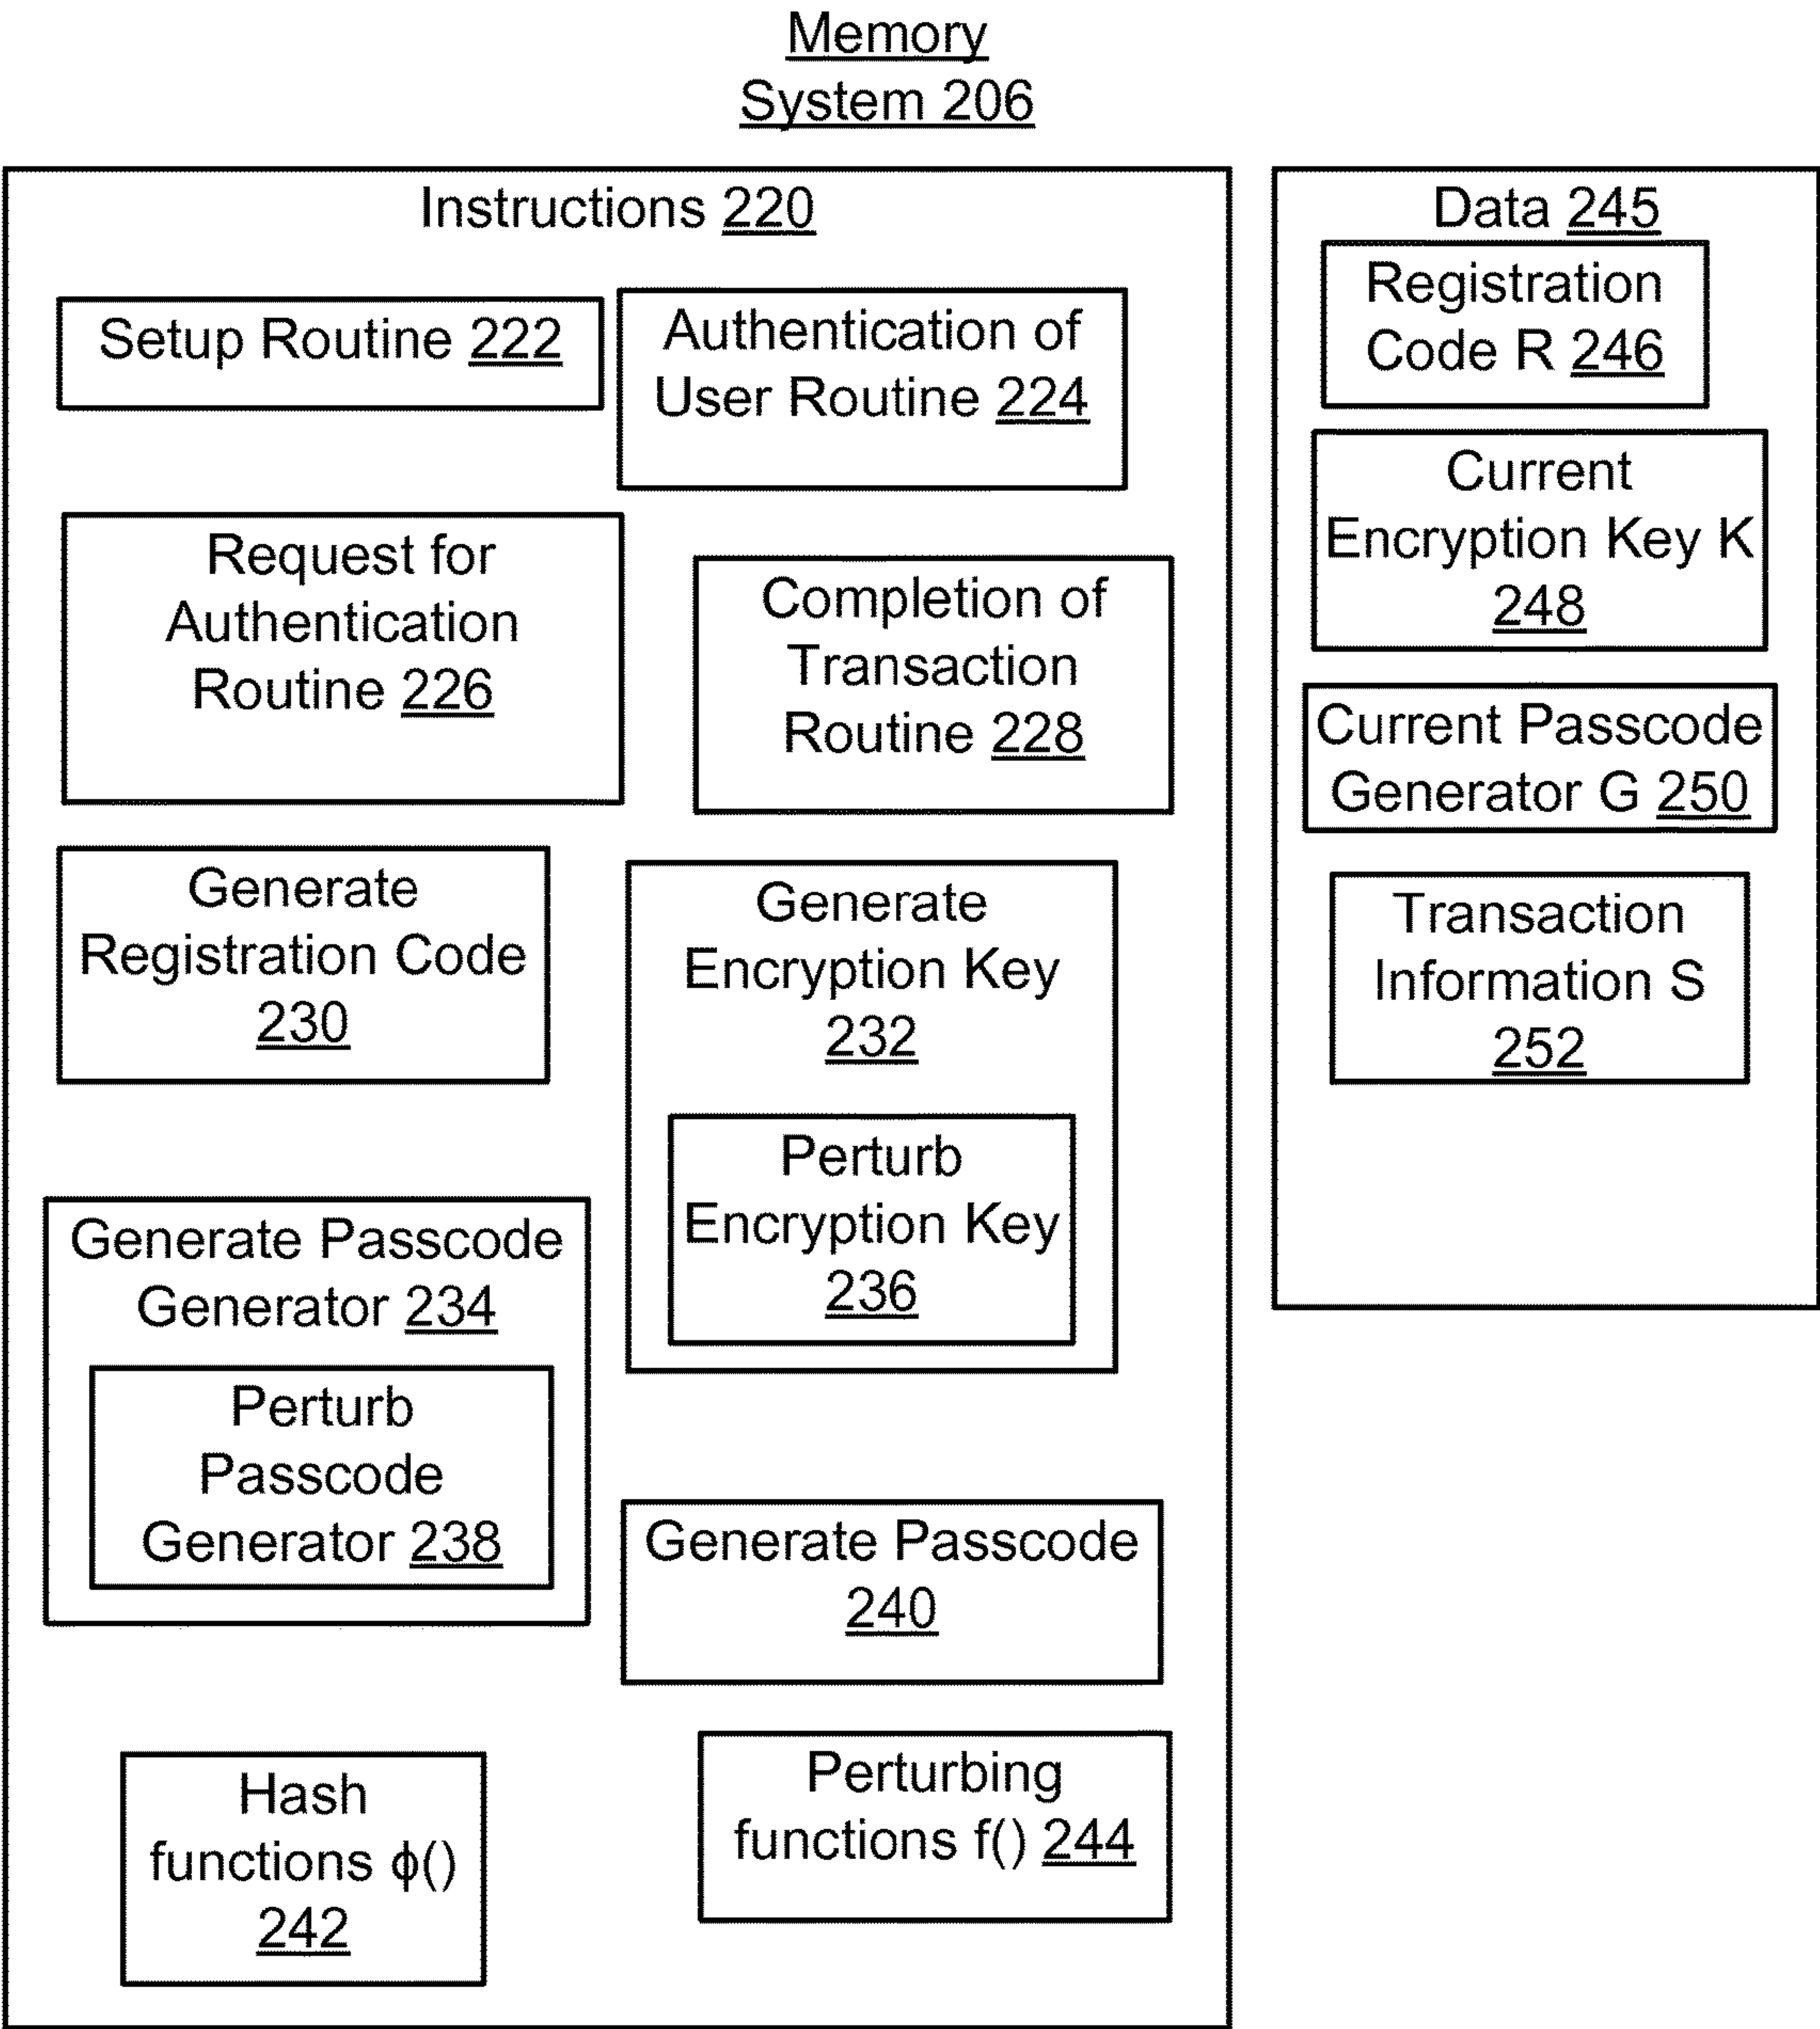 Memory
System 206
Instructions 220
Setup Routine 222
Authentication of
User Routine 224
Request for
Authentication
Routine 226
Completion of
Transaction
Routine 228
Generate
Registration Code
230
Generate
Encryption Key
232
Perturb
Encryption Key
236
Generate Passcode
Generator 234
Perturb
Passcode
Generator 238
Generate Passcode
240
Hash
functions ϕ()
242
Perturbing
functions f() 244
Data 245
Registration
Code R 246
Current
Encryption Key K
248
Current Passcode
Generator G 250
Transaction
Information S
252